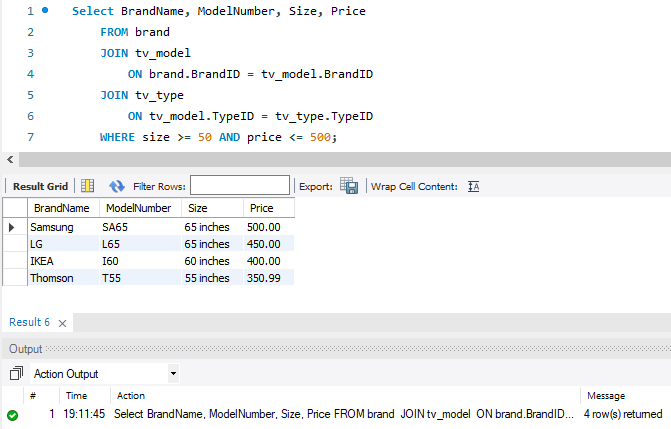 1 Select BrandName, ModelNumber, Size, Price
2 FROM brand
3 JOIN tv_model
4 ON brand.BrandID = tv_model.BrandID
5 JOIN tv_type
6 ON tv_model.TypeID = tv_type.TypeID
7 WHERE size >= 50 AND price <= 500;
Result Grid Filter Rows: Export: Wrap Cell Content:
BrandName ModelNumber Size Price
Samsung SA65 65 inches 500.00
LG L65 65 inches 450.00
IKEA I60 60 inches 400.00
Thomson T55 55 inches 350.99
Result 6
Output
Action Output
# Time Action Message
1 19:11:45 Select BrandName, ModelNumber, Size, Price FROM brand JOIN tv_model ON brand.BrandID... 4 row(s) returned